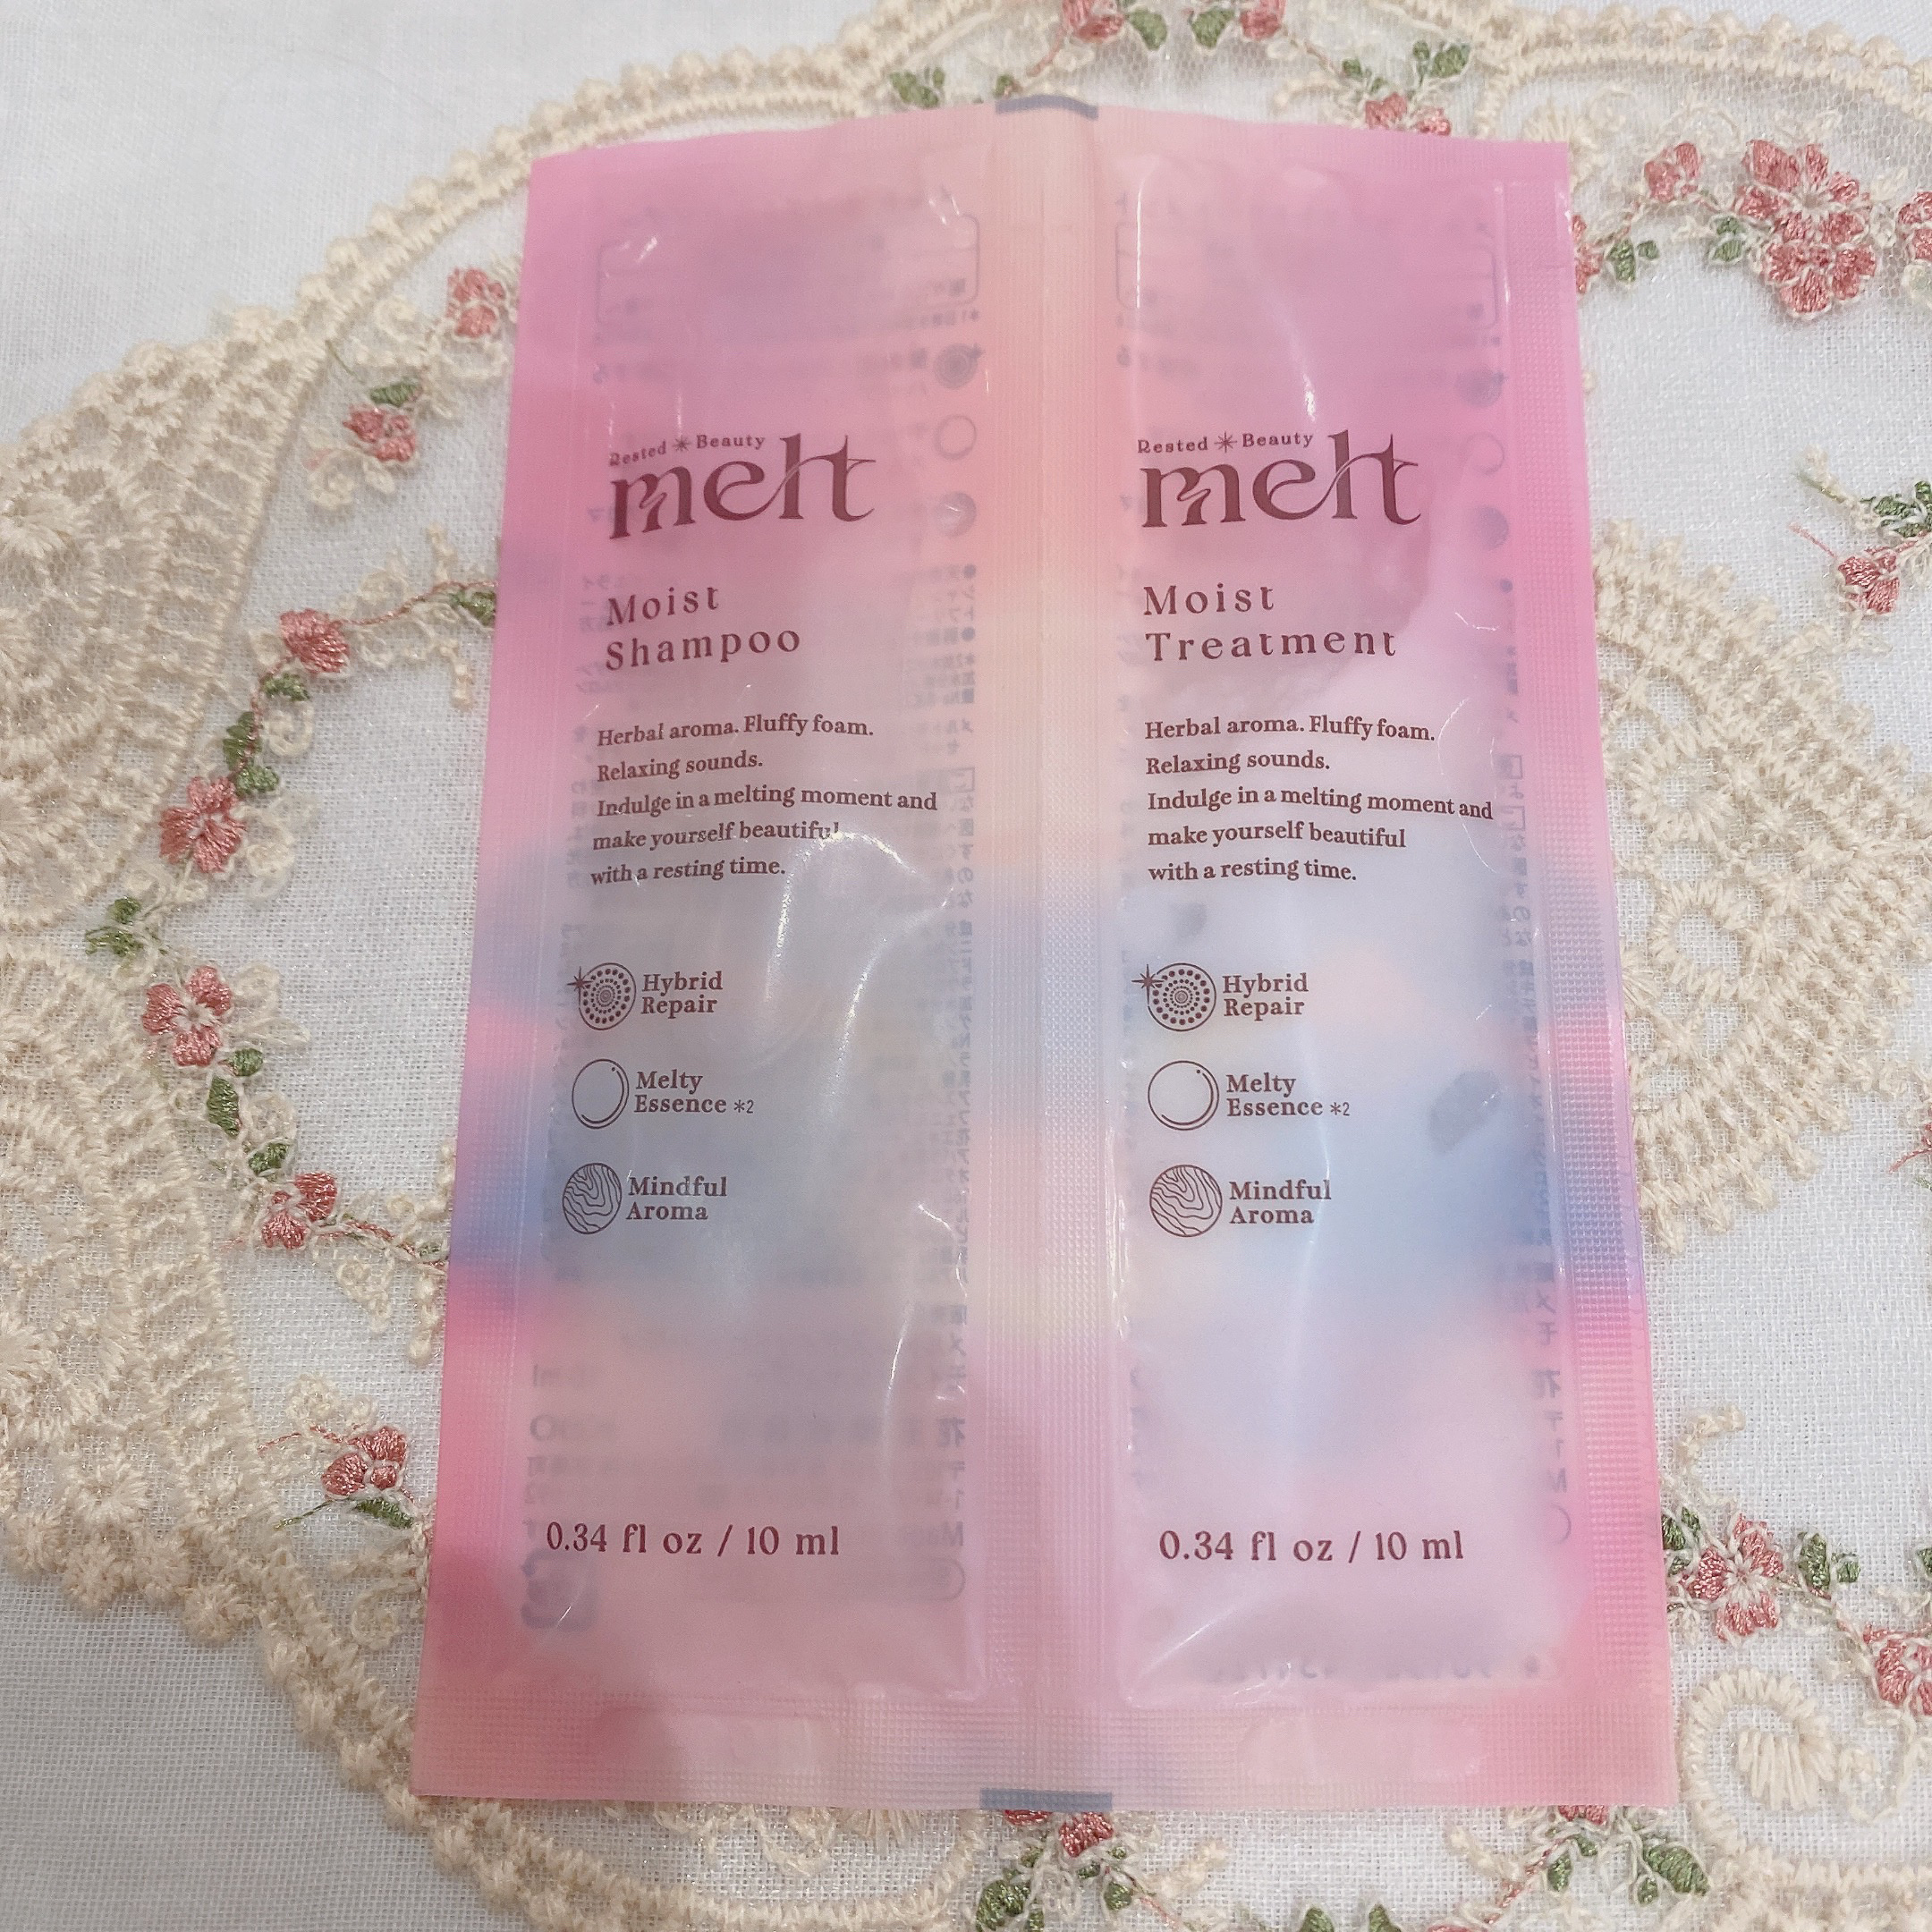 Rested ✳ Beauty
melt
Moist
Shampoo
Herbal aroma. Fluffy foam.
Relaxing sounds.
Indulge in a melting moment and
make yourself beautiful
with a resting time.
Hybrid
Repair
Melty
Essence *2
Mindful
Aroma
0.34 fl oz / 10 ml
Rested ✳ Beauty
melt
Moist
Treatment
Herbal aroma. Fluffy foam.
Relaxing sounds.
Indulge in a melting moment and
make yourself beautiful
with a resting time.
Hybrid
Repair
Melty
Essence *2
Mindful
Aroma
0.34 fl oz / 10 ml